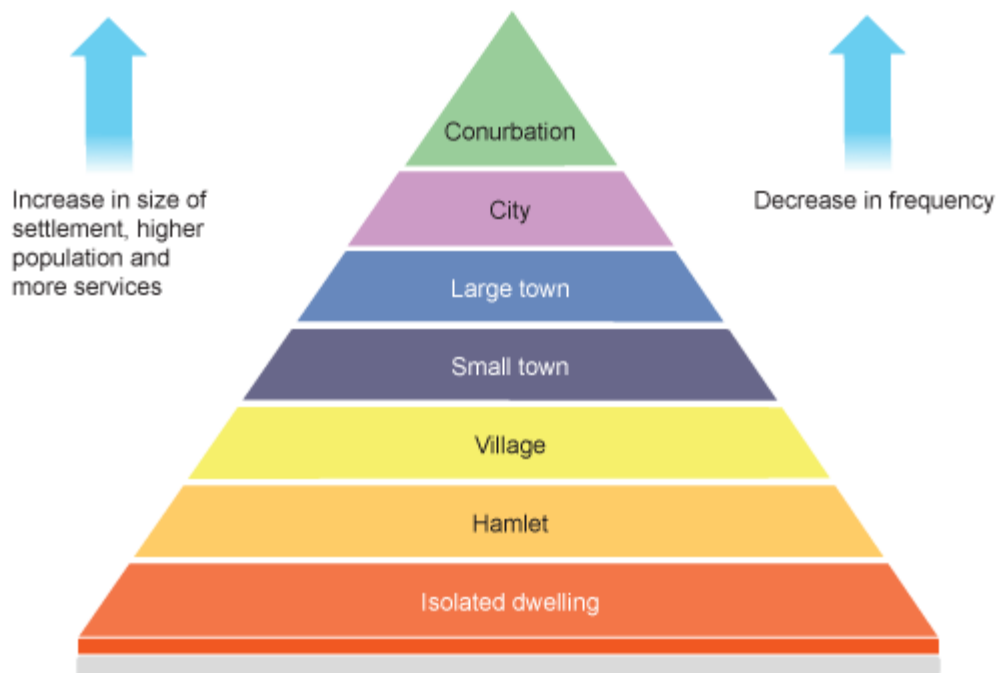 Conurbation
Increase in size of
settlement, higher
population and
more services
Decrease in frequency
City
Large town
Small town
Village
Hamlet
Isolated dwelling